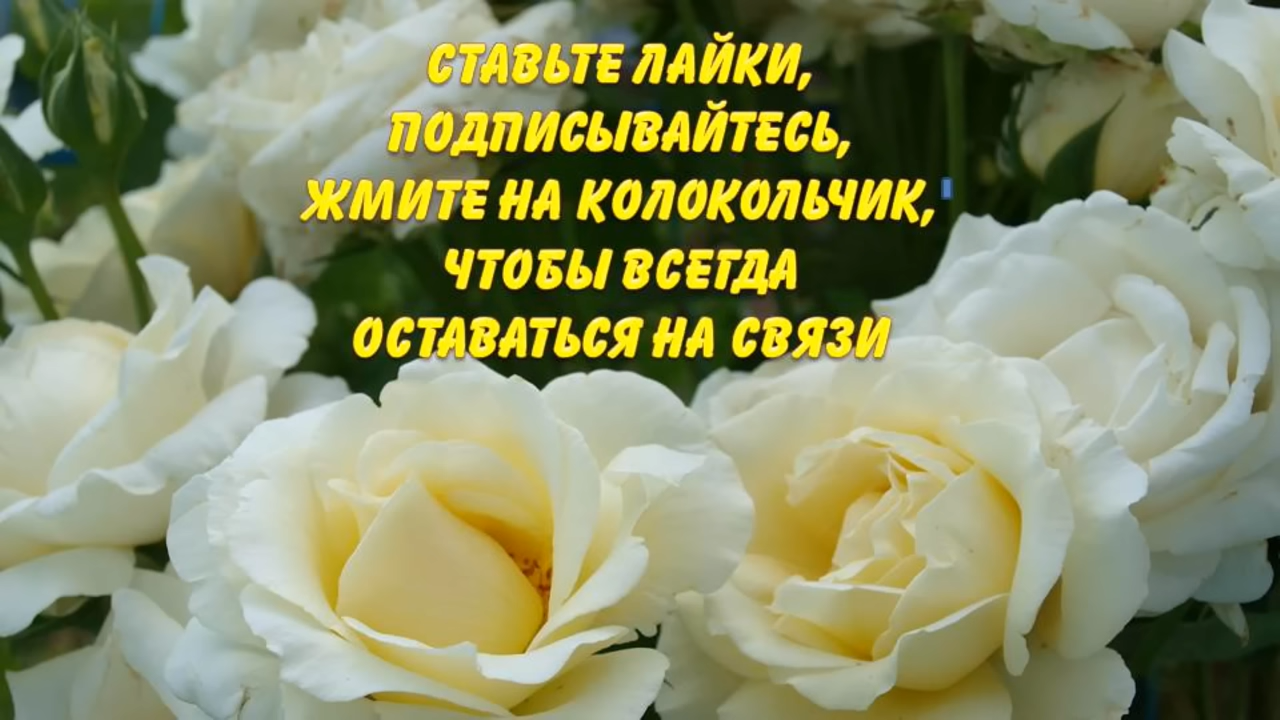 СТАВЬТЕ ЛАЙКИ,
ПОДПИСЫВАЙТЕСЬ,
ЖМИТЕ НА КОЛОКОЛЬЧИК,
ЧТОБЫ ВСЕГДА
ОСТАВАТЬСЯ НА СВЯЗИ